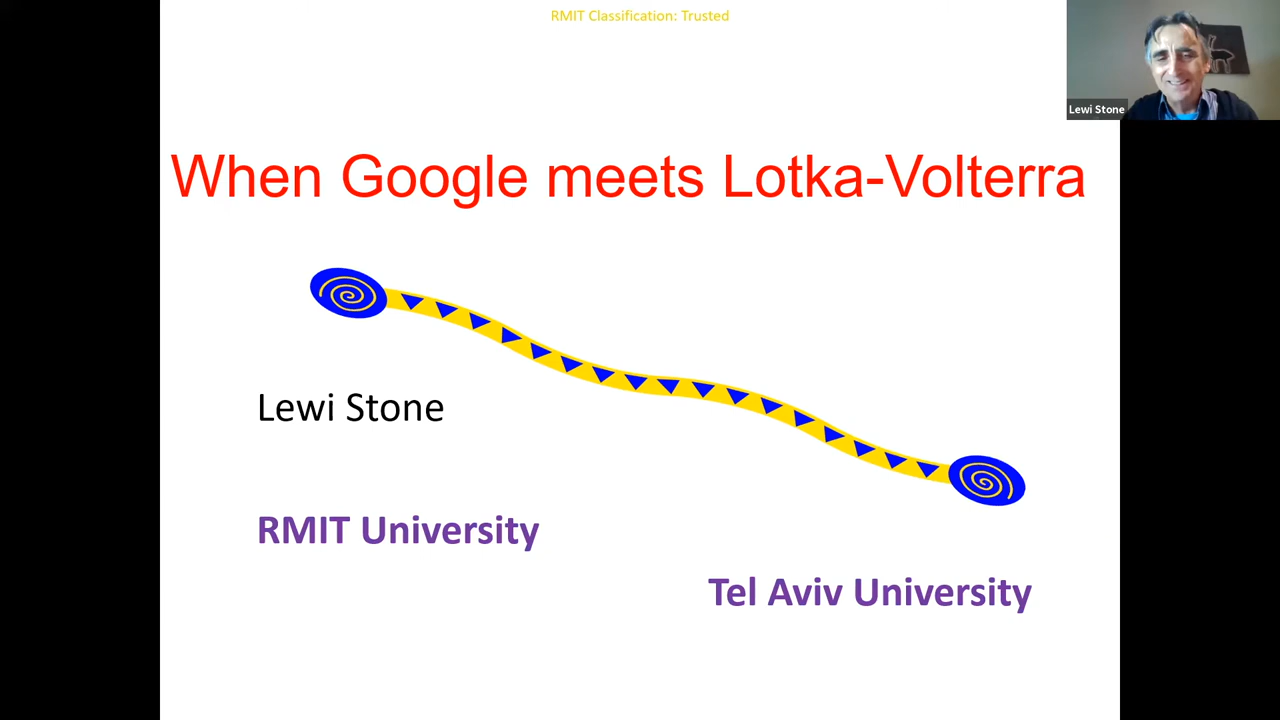 RMIT Classification: Trusted
Lewi Stone
When Google meets Lotka-Volterra
Lewi Stone
RMIT University
Tel Aviv University